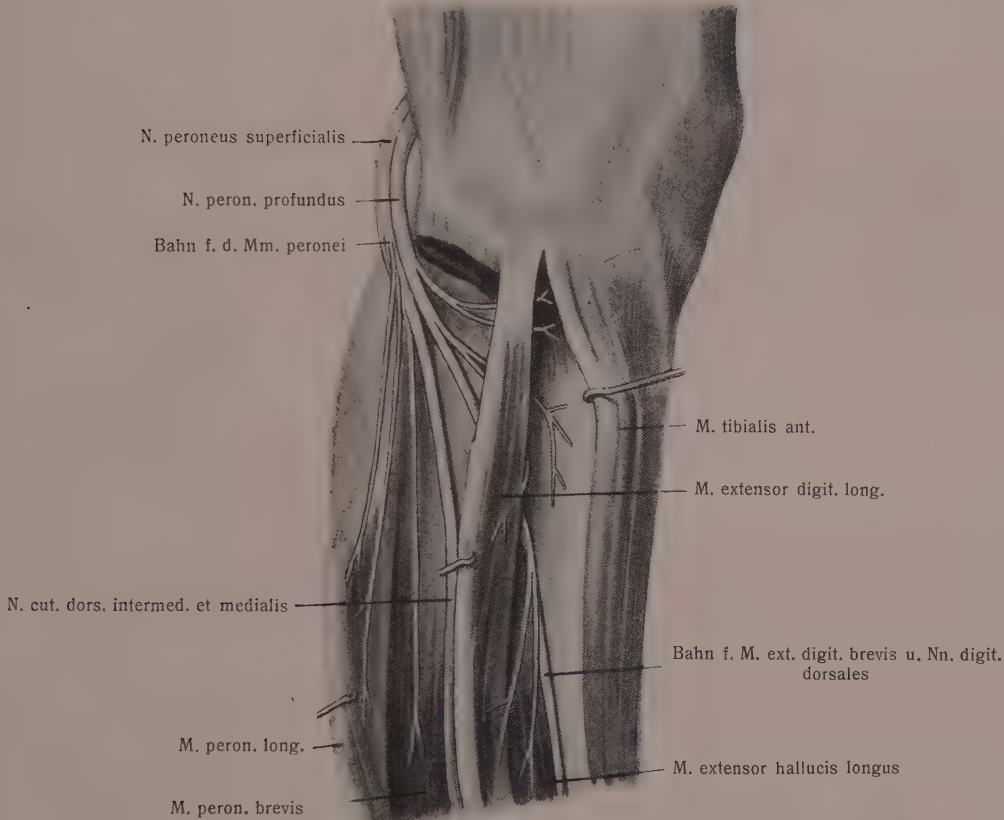 N. peroneus superficialis
N. peron. profundus
Bahn f. d. Mm. peronei
M. tibialis ant.
M. extensor digit. long.
N. cut. dors. intermed. et medialis
Bahn f. M. ext. digit. brevis u. Nn. digit.
dorsales
M. peron. long.
M. extensor hallucis longus
M. peron. brevis